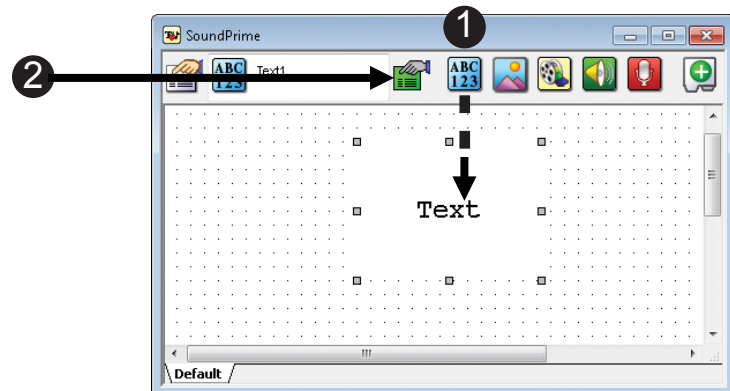 1
SoundPrime
2
ABC
123
Text1
ABC
123
Text
Default